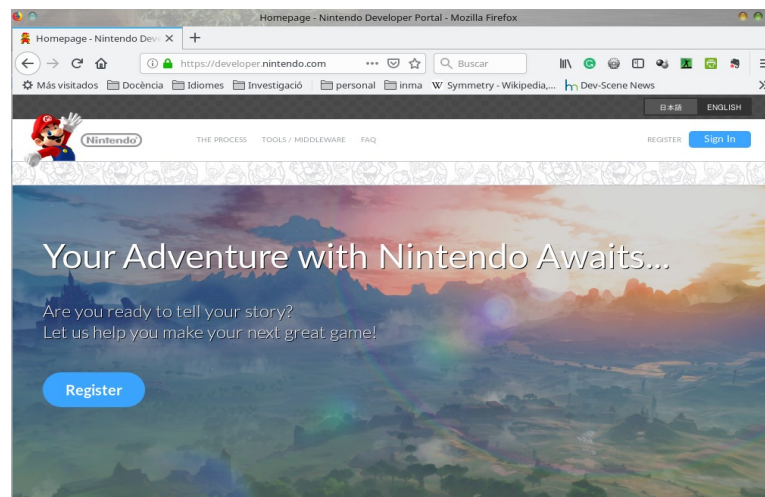 Homepage - Nintendo Developer Portal - Mozilla Firefox
Homepage - Nintendo Dev
https://developer.nintendo.com
Buscar
Más visitados Docència Idiomes Investigació personal inma W Symmetry - Wikipedia,... Dev-Scene News
日本語 ENGLISH
Nintendo THE PROCESS TOOLS / MIDDLEWARE FAQ REGISTER Sign In
Your Adventure with Nintendo Awaits...
Are you ready to tell your story?
Let us help you make your next great game!
Register